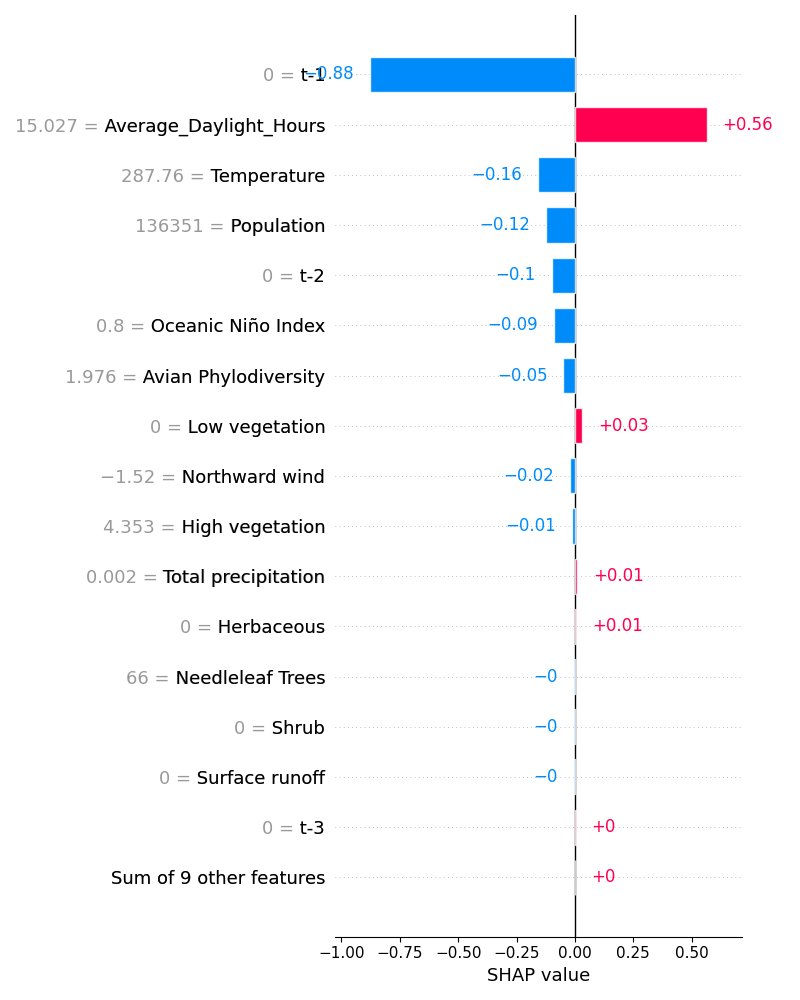 0 = t-1 −0.88
15.027 = Average_Daylight_Hours +0.56
287.76 = Temperature −0.16
136351 = Population −0.12
0 = t-2 −0.1
0.8 = Oceanic Niño Index −0.09
1.976 = Avian Phylodiversity −0.05
0 = Low vegetation +0.03
−1.52 = Northward wind −0.02
4.353 = High vegetation −0.01
0.002 = Total precipitation +0.01
0 = Herbaceous +0.01
66 = Needleleaf Trees −0
0 = Shrub −0
0 = Surface runoff −0
0 = t-3 +0
Sum of 9 other features +0
−1.00 −0.75 −0.50 −0.25 0.00 0.25 0.50
SHAP value